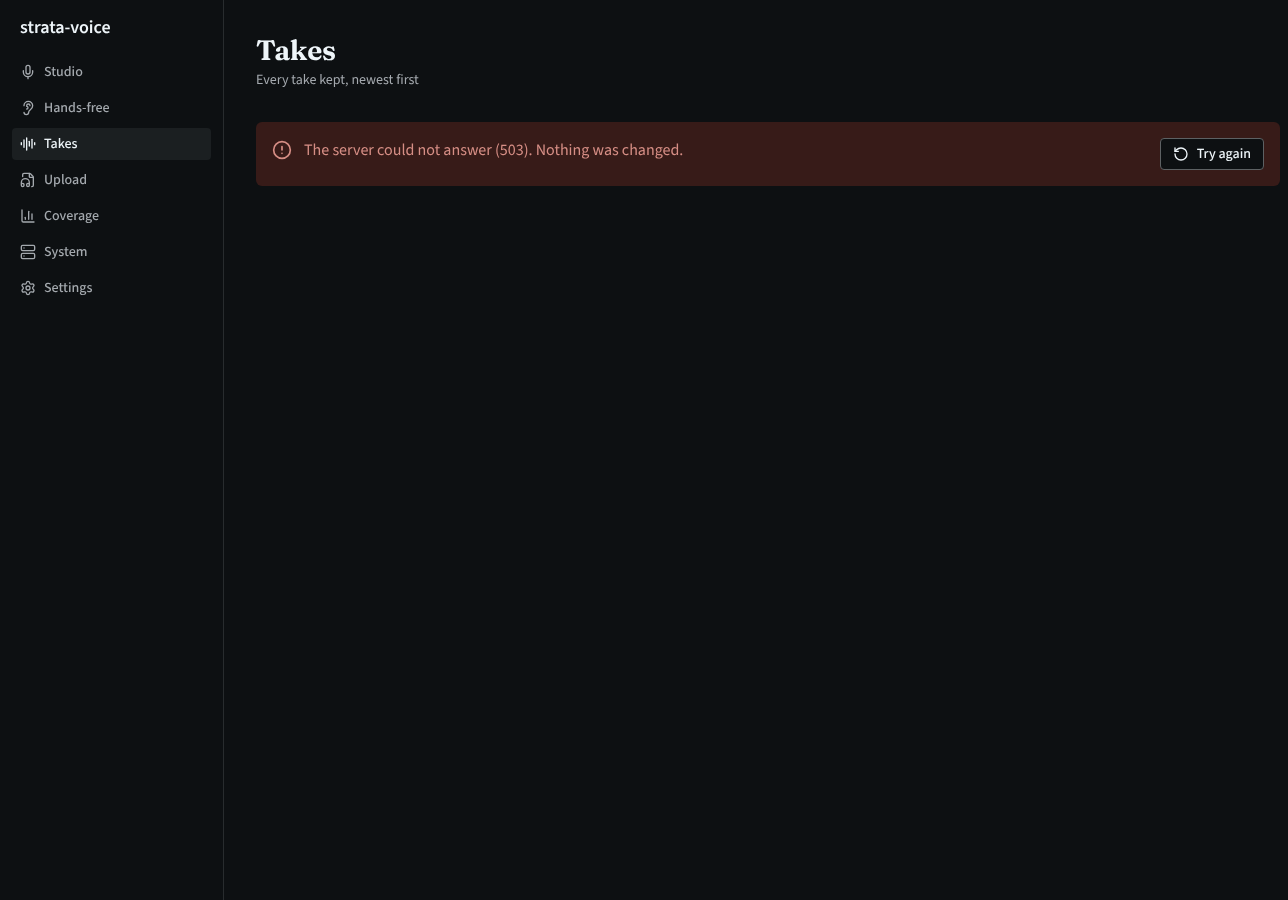 strata-voice
Studio
Hands-free
Takes
Upload
Coverage
System
Settings
Takes
Every take kept, newest first
The server could not answer (503). Nothing was changed.
Try again